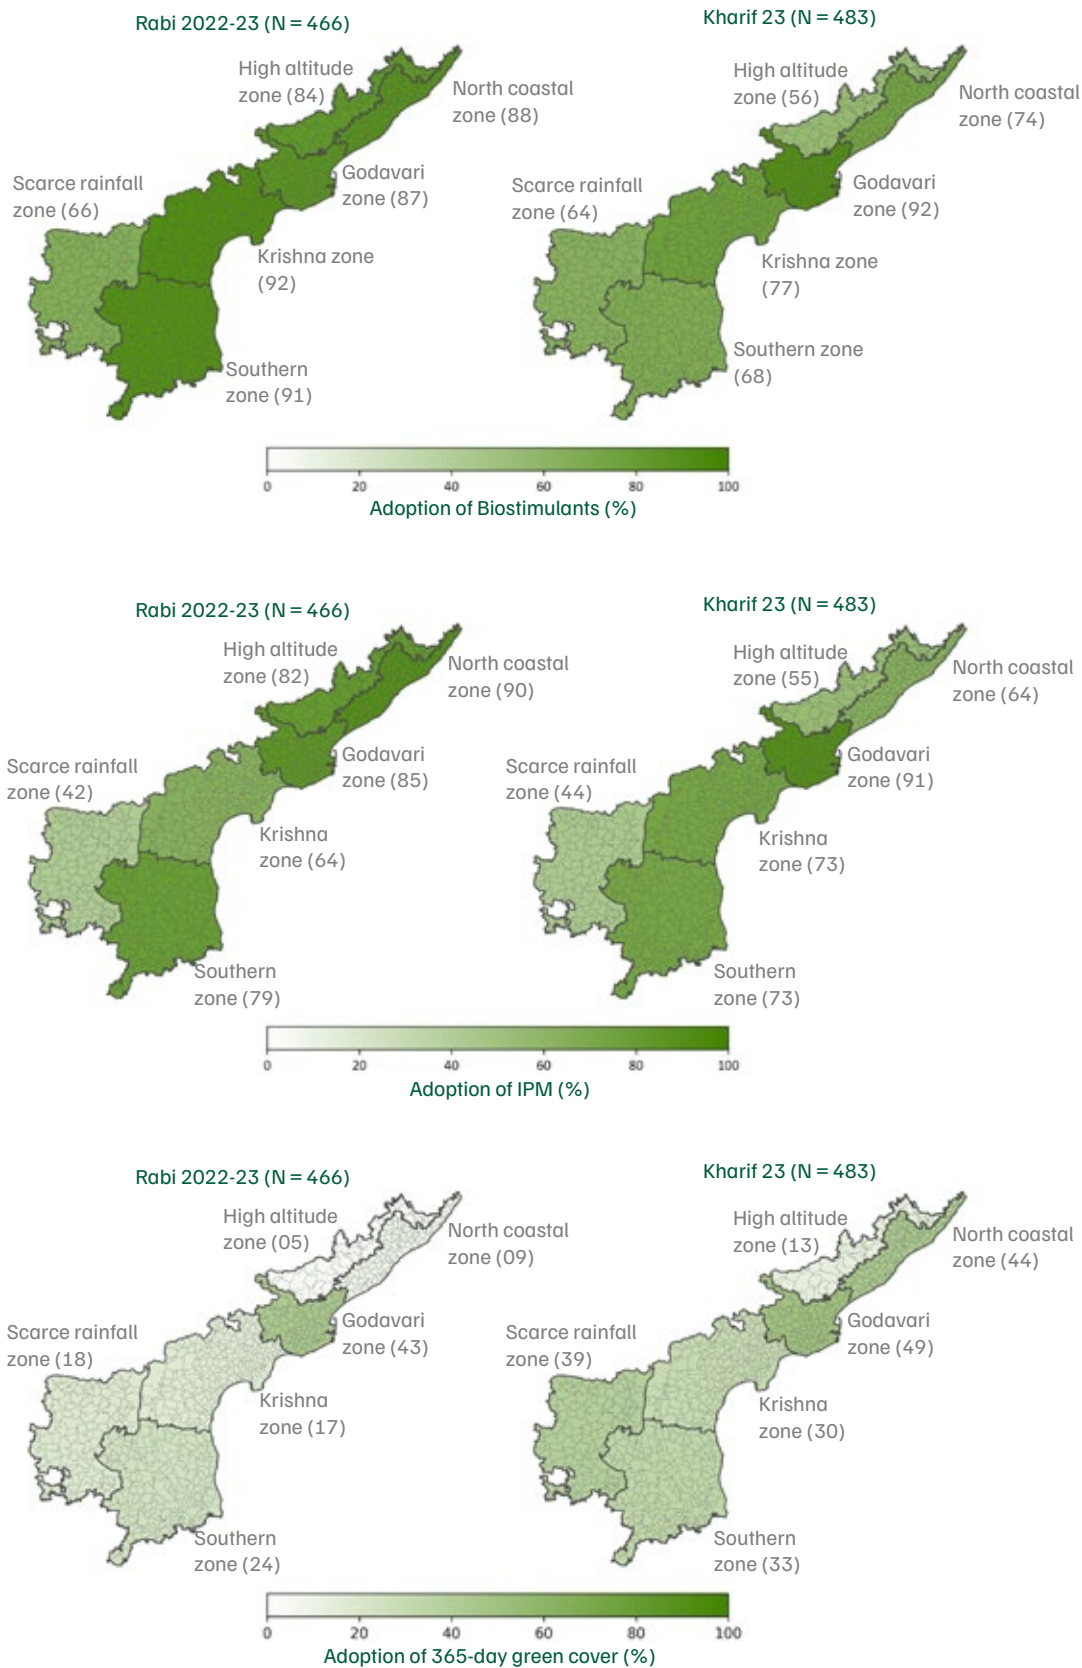 Rabi 2022-23 (N = 466)
High altitude
zone (84)
North coastal
zone (88)
Scarce rainfall
zone (66)
Godavari
zone (87)
Krishna zone
(92)
Southern
zone (91)
Kharif 23 (N = 483)
High altitude
zone (56)
North coastal
zone (74)
Scarce rainfall
zone (64)
Godavari
zone (92)
Krishna zone
(77)
Southern zone
(68)
0 20 40 60 80 100
Adoption of Biostimulants (%)
Rabi 2022-23 (N = 466)
High altitude
zone (82)
North coastal
zone (90)
Scarce rainfall
zone (42)
Godavari
zone (85)
Krishna
zone (64)
Southern
zone (79)
Kharif 23 (N = 483)
High altitude
zone (55)
North coastal
zone (64)
Scarce rainfall
zone (44)
Godavari
zone (91)
Krishna
zone (73)
Southern
zone (73)
0 20 40 60 80 100
Adoption of IPM (%)
Rabi 2022-23 (N = 466)
High altitude
zone (05)
North coastal
zone (09)
Scarce rainfall
zone (18)
Godavari
zone (43)
Krishna
zone (17)
Southern
zone (24)
Kharif 23 (N = 483)
High altitude
zone (13)
North coastal
zone (44)
Scarce rainfall
zone (39)
Godavari
zone (49)
Krishna
zone (30)
Southern
zone (33)
0 20 40 60 80 100
Adoption of 365-day green cover (%)